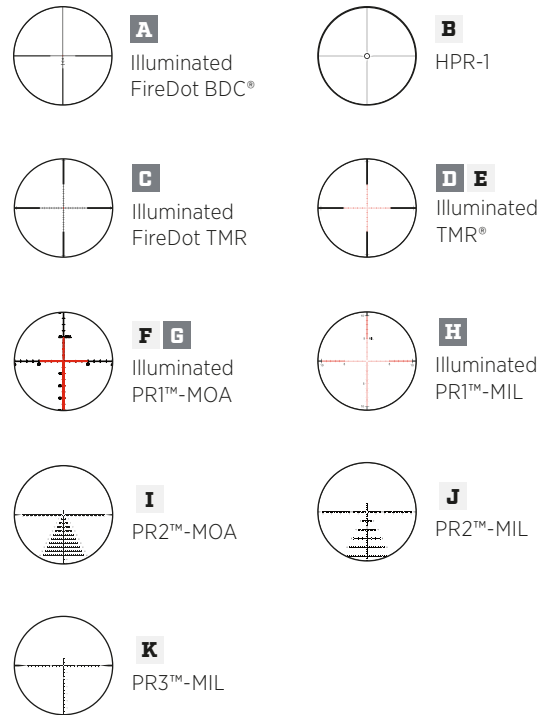 A
Illuminated
FireDot BDC®
B
HPR-1
C
Illuminated
FireDot TMR
D E
Illuminated
TMR®
F G
Illuminated
PR1™-MOA
H
Illuminated
PR1™-MIL
I
PR2™-MOA
J
PR2™-MIL
K
PR3™-MIL